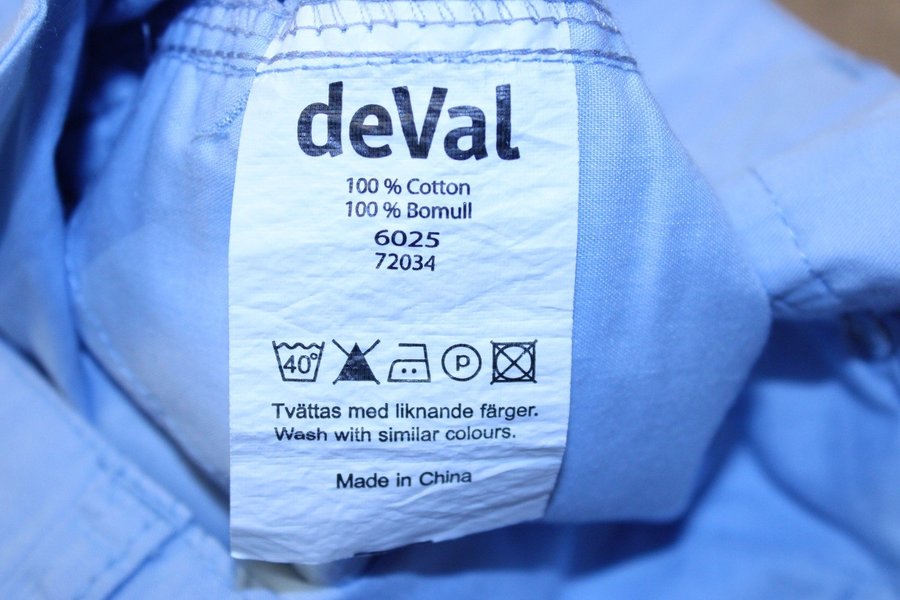 deVal
100 % Cotton
100 % Bomull
6025
72034
40°
P
Tvättas med liknande färger.
Wash with similar colours.
Made in China